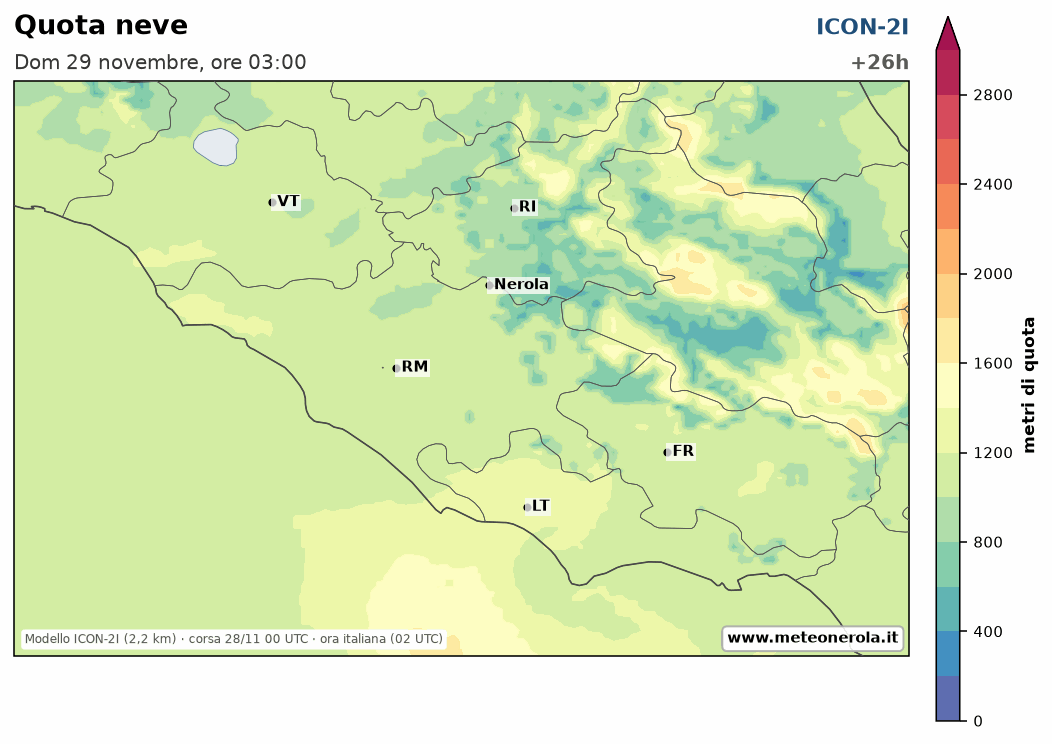 Quota neve
ICON-2I
Dom 29 novembre, ore 03:00
+26h
2800
2400
2000
1600
1200
800
400
0
metri di quota
VT
RI
Nerola
RM
FR
LT
Modello ICON-2I (2,2 km) · corsa 28/11 00 UTC · ora italiana (02 UTC)
www.meteonerola.it